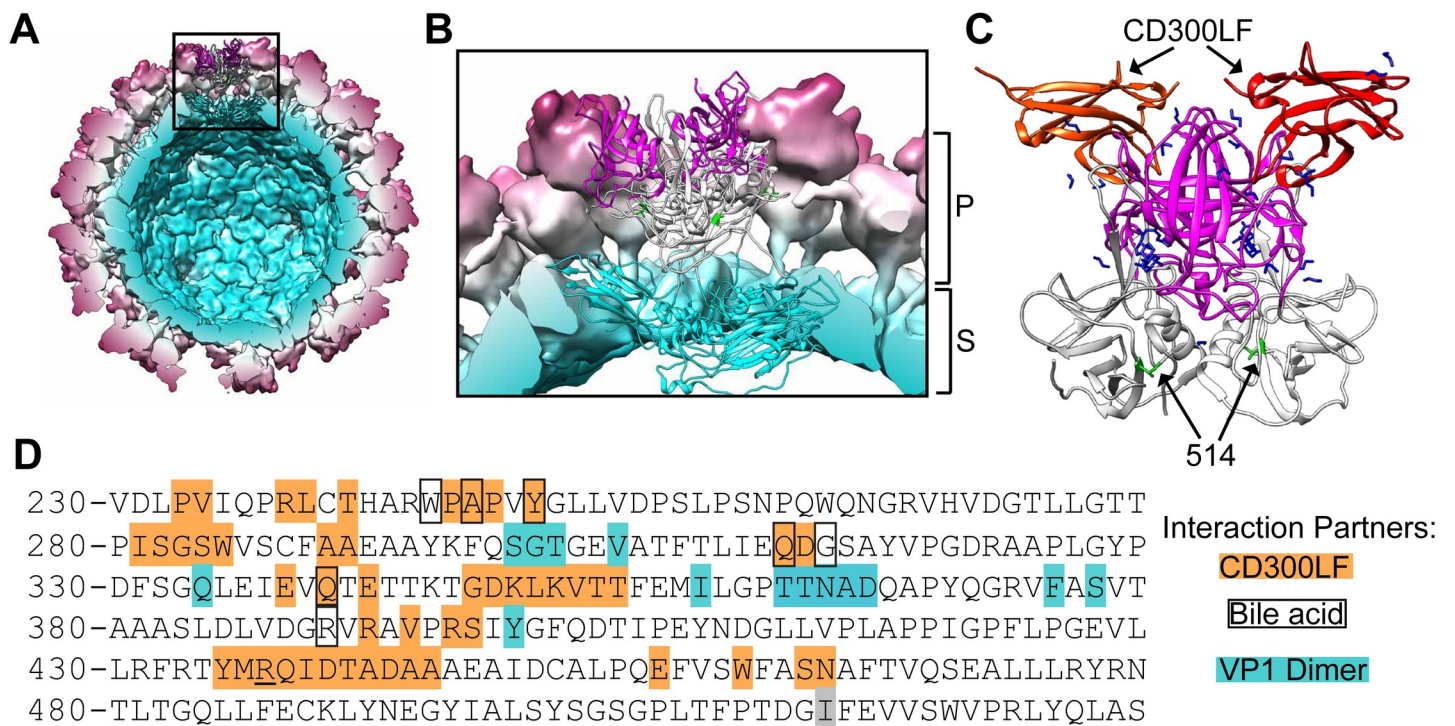 A
B
C
CD300LF
P
S
514
D
230-VDLPVIQPRLCTHARWPAPVYGLLVDPSLPSNPQWQNGRVHVDGTLLGTT
280-PISGSWVSCFAAEAAYKFQSGTGEVATFTLIEQDGSAYVPGDRAAPLGYP
330-DFSGQLEIEVQTETTKTGDKLKVTTFEMILGPTTNADQAPYQGRVFASVT
380-AAASLDLVDGRVRAVPRSIYGFQDTIPEYNDGLLVPLAPPIGPFLPGEVL
430-LRFRTYMRQIDTADAAAEAIDCALPQEFVSWFASNAFTVQSEALLLRYRN
480-TLTGQLLFECKLYNEGYIALSYSGSGPLTFPTDGIFEVVSWVPRLYQLAS
Interaction Partners:
CD300LF
Bile acid
VP1 Dimer